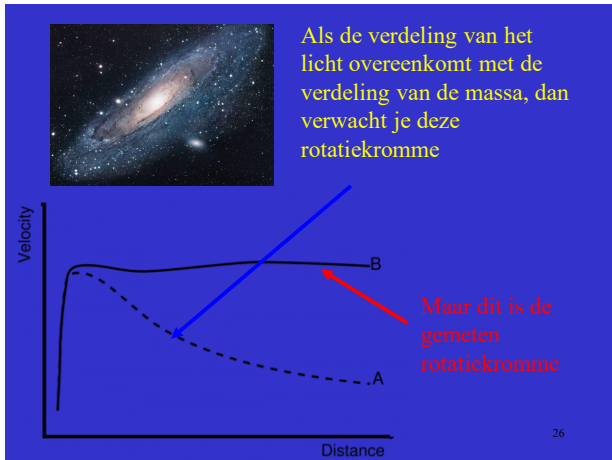 Als de verdeling van het
licht overeenkomt met de
verdeling van de massa, dan
verwacht je deze
rotatiekromme
Velocity
B
Maar dit is de
gemeten
rotatiekromme
A
Distance
26